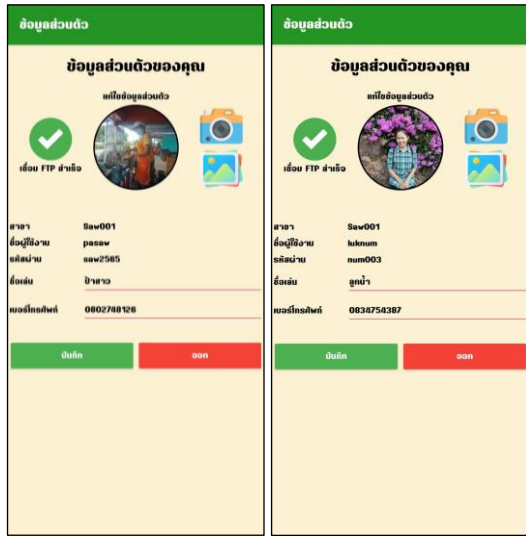 ข้อมูลส่วนตัว
ข้อมูลส่วนตัวของคุณ
แก้ไขข้อมูลส่วนตัว
เชื่อม FTP สำเร็จ
สาขา Saw001
ชื่อผู้ใช้งาน pasaw
รหัสผ่าน saw2565
ชื่อเล่น ป้าสาว
เบอร์โทรศัพท์ 0802748126
บันทึก ออก
ข้อมูลส่วนตัว
ข้อมูลส่วนตัวของคุณ
แก้ไขข้อมูลส่วนตัว
เชื่อม FTP สำเร็จ
สาขา Saw001
ชื่อผู้ใช้งาน luknum
รหัสผ่าน num003
ชื่อเล่น ลูกน้ำ
เบอร์โทรศัพท์ 0834754387
บันทึก ออก